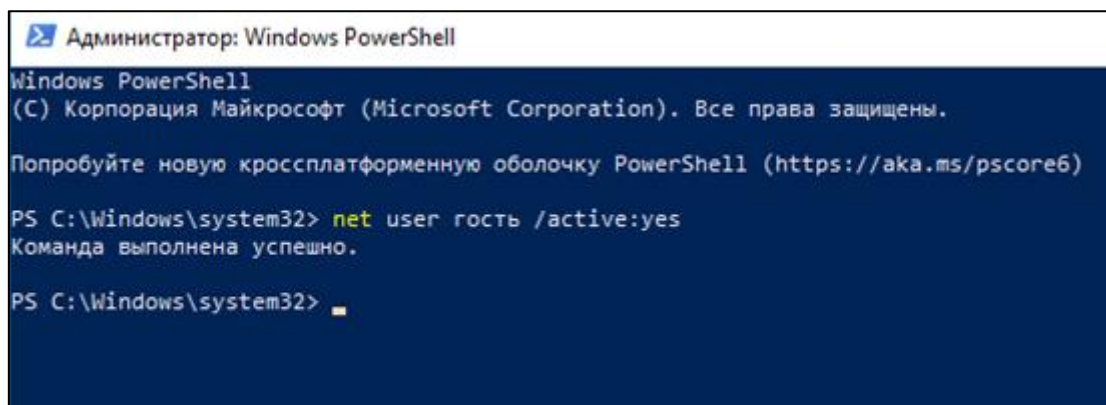 Администратор: Windows PowerShell
Windows PowerShell
(C) Корпорация Майкрософт (Microsoft Corporation). Все права защищены.
Попробуйте новую кроссплатформенную оболочку PowerShell (https://aka.ms/pscore6)
PS C:\Windows\system32> net user гость /active:yes
Команда выполнена успешно.
PS C:\Windows\system32>